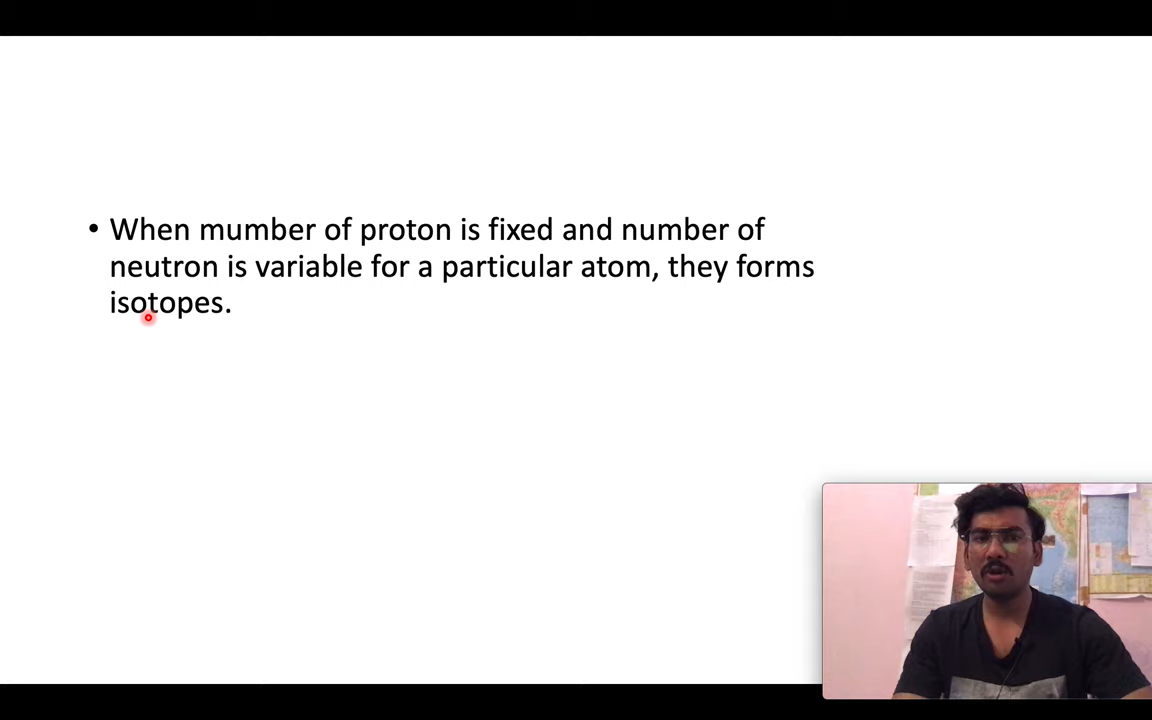 • When mumber of proton is fixed and number of
neutron is variable for a particular atom, they forms
isotopes.